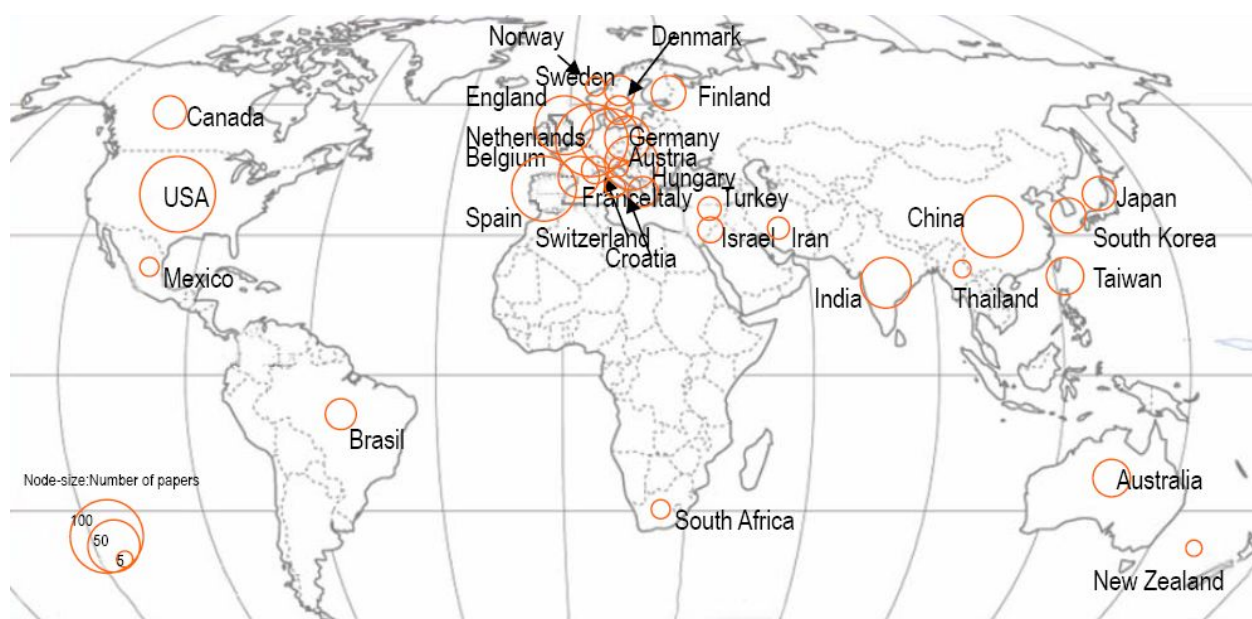 Norway
Denmark
Sweden
England
Finland
Canada
Netherlands
Germany
Belgium
Austria
Hungary
USA
France
Italy
Turkey
Japan
Spain
China
Switzerland
Israel
Iran
South Korea
Croatia
Mexico
India
Thailand
Taiwan
Brasil
Node-size:Number of papers
Australia
100
50
5
South Africa
New Zealand